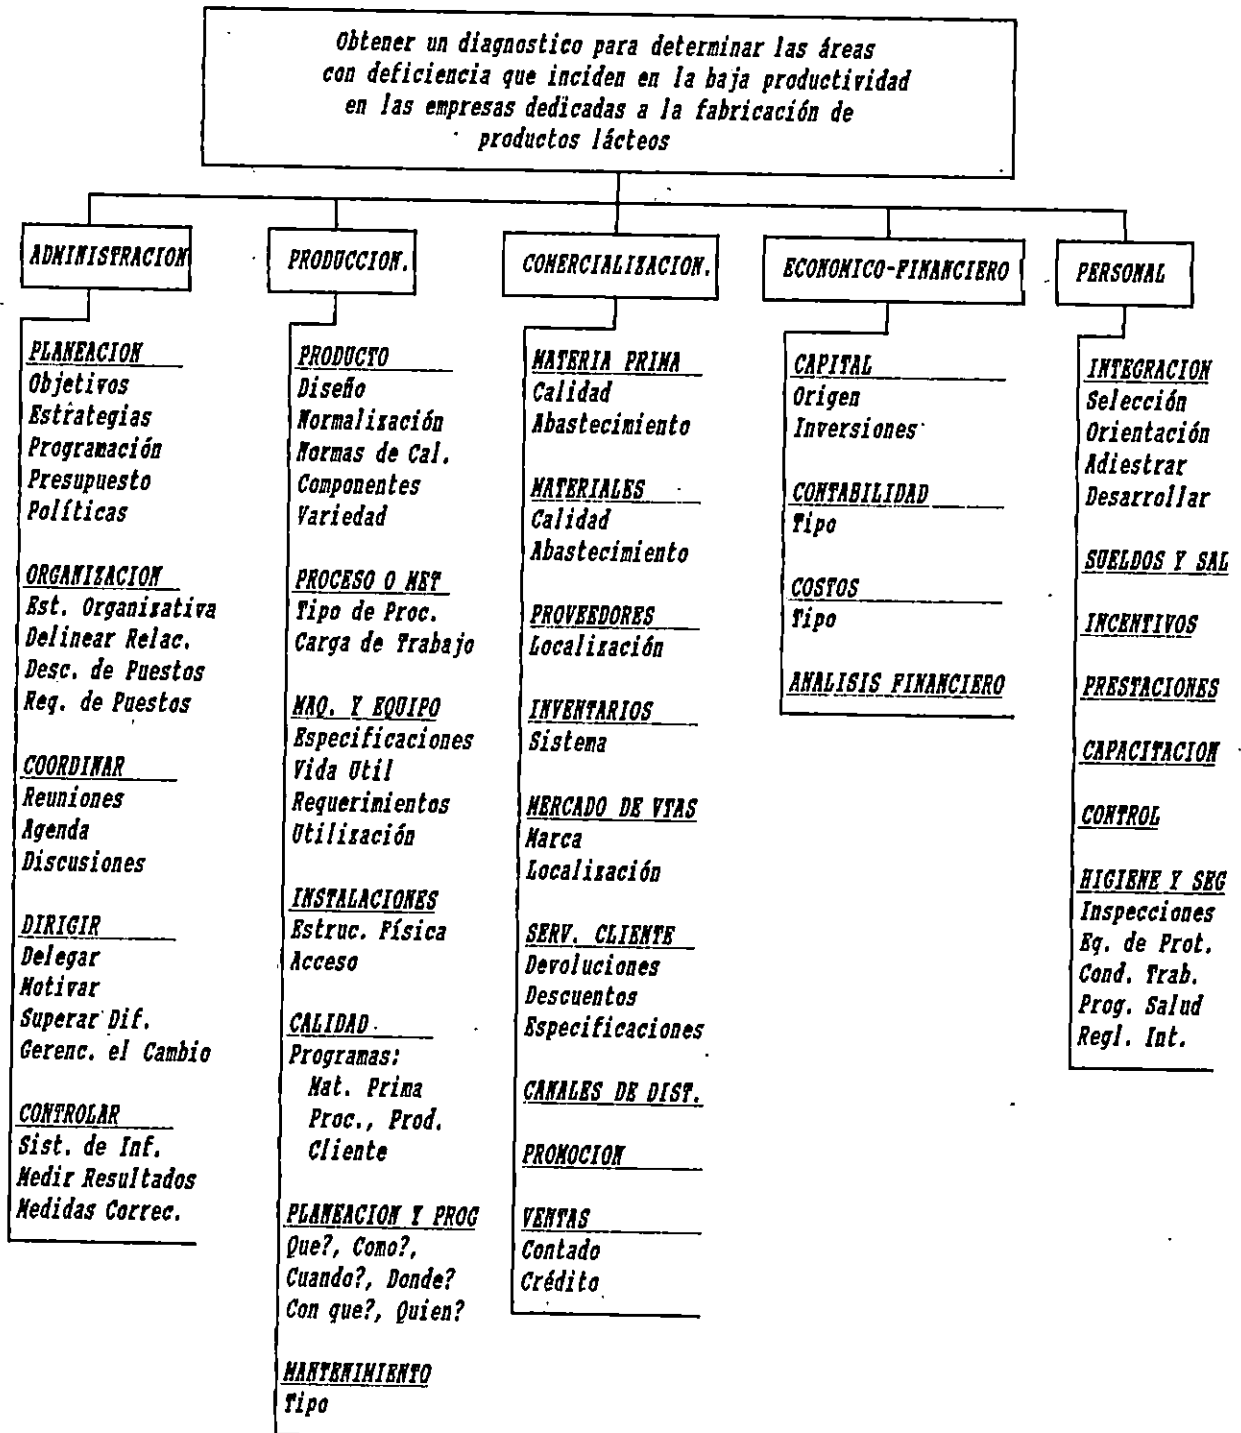 Obtener un diagnostico para determinar las áreas
con deficiencia que inciden en la baja productividad
en las empresas dedicadas a la fabricación de
productos lácteos
ADMINISTRACION
PLANEACION
Objetivos
Estrategias
Programación
Presupuesto
Políticas
ORGANIZACION
Est. Organizativa
Delinear Relac.
Desc. de Puestos
Req. de Puestos
COORDINAR
Reuniones
Agenda
Discusiones
DIRIGIR
Delegar
Motivar
Superar Dif.
Gerenc. el Cambio
CONTROLAR
Sist. de Inf.
Medir Resultados
Medidas Correc.
PRODUCCION.
PRODUCTO
Diseño
Normalización
Normas de Cal.
Componentes
Variedad
PROCESO O MET
Tipo de Proc.
Carga de Trabajo
MAQ. Y EQUIPO
Especificaciones
Vida Util
Requerimientos
Utilización
INSTALACIONES
Estruc. Física
Acceso
CALIDAD
Programas:
Mat. Prima
Proc., Prod.
Cliente
PLANEACION Y PROG
Que?, Como?,
Cuando?, Donde?
Con que?, Quien?
MANTENIMIENTO
Tipo
COMERCIALIZACION.
MATERIA PRIMA
Calidad
Abastecimiento
MATERIALES
Calidad
Abastecimiento
PROVEEDORES
Localización
INVENTARIOS
Sistema
MERCADO DE VTAS
Marca
Localización
SERV. CLIENTE
Devoluciones
Descuentos
Especificaciones
CANALES DE DIST.
PROMOCION
VENTAS
Contado
Crédito
ECONOMICO-FINANCIERO
CAPITAL
Origen
Inversiones
CONTABILIDAD
Tipo
COSTOS
Tipo
ANALISIS FINANCIERO
PERSONAL
INTEGRACION
Selección
Orientación
Adiestrar
Desarrollar
SUELDOS Y SAL
INCENTIVOS
PRESTACIONES
CAPACITACION
CONTROL
HIGIENE Y SEG
Inspecciones
Eq. de Prot.
Cond. Trab.
Prog. Salud
Regl. Int.